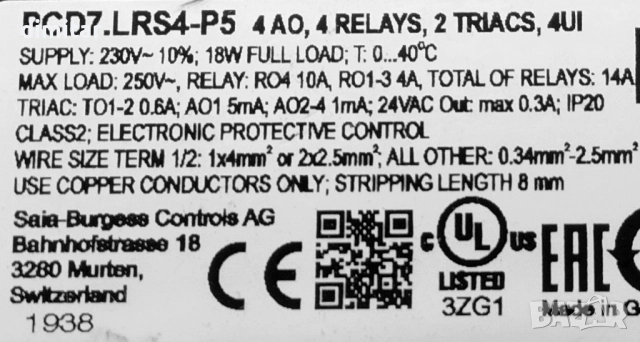 PCD7.LRS4-P5 4 AO, 4 RELAYS, 2 TRIACS, 4UI
SUPPLY: 230V~ 10%; 18W FULL LOAD; T: 0...40°C
MAX LOAD: 250V~, RELAY: RO4 10A, RO1-3 4A, TOTAL OF RELAYS: 14A
TRIAC: TO1-2 0.6A; AO1 5mA; AO2-4 1mA; 24VAC Out: max 0.3A; IP20
CLASS2; ELECTRONIC PROTECTIVE CONTROL
WIRE SIZE TERM 1/2: 1x4mm² or 2x2.5mm²; ALL OTHER: 0.34mm²-2.5mm²
USE COPPER CONDUCTORS ONLY; STRIPPING LENGTH 8 mm
Saia-Burgess Controls AG
Bahnhofstrasse 18
3280 Murten,
Switzerland
1938
CE
C UL US
LISTED
3ZG1
EAC
Made in G
bazar